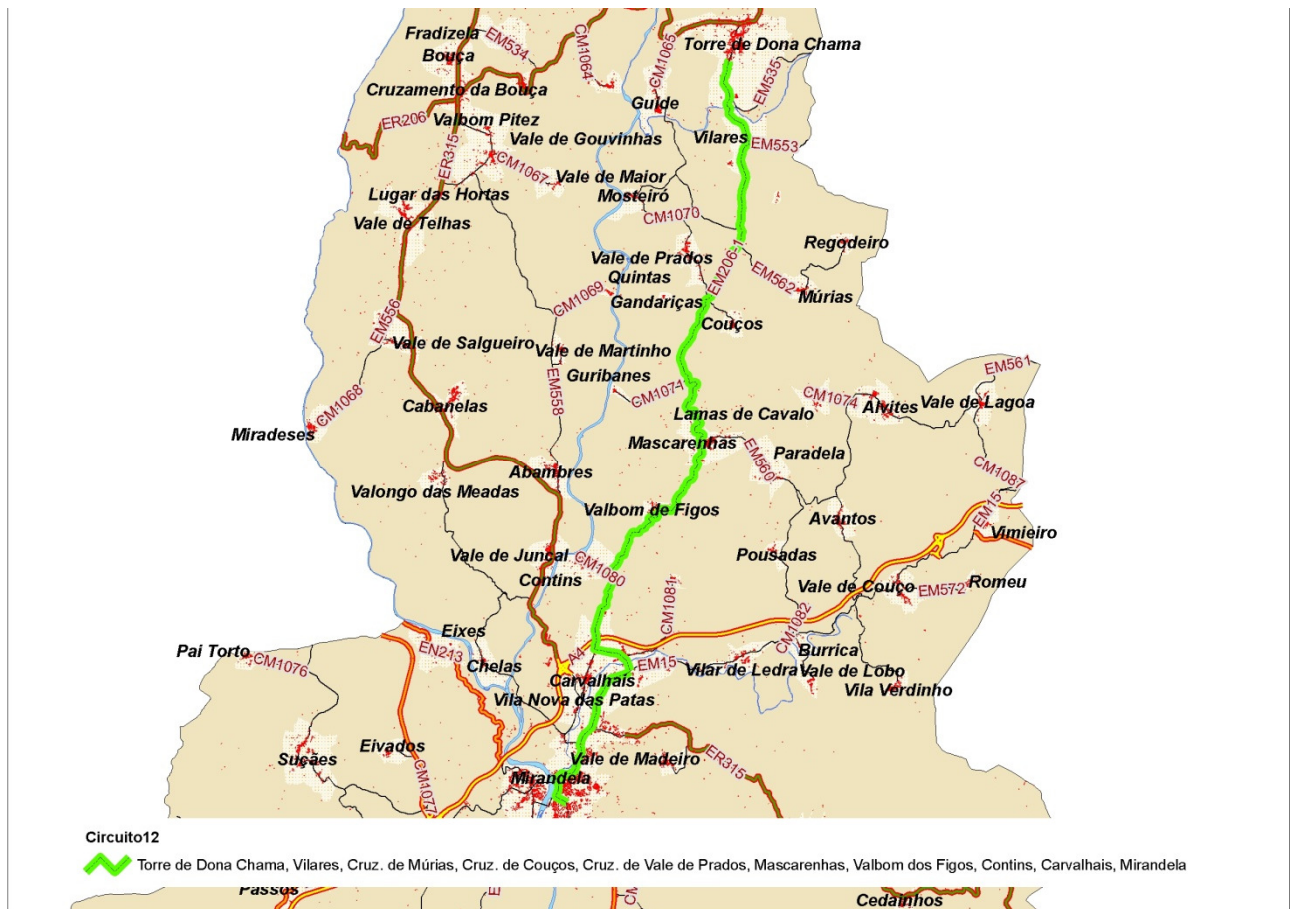 Fradizela
EM534
Bouça
CM1064
CM1065
Torre de Dona Chama
EM535
Cruzamento da Bouça
Guide
ER206
Valbom Pitez
ER315
Vale de Gouvinhas
Vilares
EM553
CM1067
Vale de Maior
Lugar das Hortas
Mosteiró
CM1070
Vale de Telhas
Regodeiro
Vale de Prados
EM206-1
Quintas
EM562
Múrias
CM1069
Gandariças
EM556
Couços
Vale de Salgueiro
Vale de Martinho
EM561
Guribanes
EM558
CM1071
CM1068
Cabanelas
CM1074
Alvites
Vale de Lagoa
Lamas de Cavalo
Miradeses
Mascarenhas
EM560
Paradela
Abambres
CM1087
Valongo das Meadas
Valbom de Figos
EM15
Avantos
Vimieiro
Vale de Juncal
Pousadas
CM1080
Contins
CM1081
Vale de Couço
EM572
Romeu
CM1082
Eixes
Pai Torto
CM1076
EN213
Chelas
A4
EM15
Burrica
Carvalhais
Vilar de Ledra
Vale de Lobo
Vila Verdinho
Vila Nova das Patas
Eivados
Suçães
CM1077
Vale de Madeiro
ER315
Mirandela
Circuito12
Torre de Dona Chama, Vilares, Cruz. de Múrias, Cruz. de Couços, Cruz. de Vale de Prados, Mascarenhas, Valbom dos Figos, Contins, Carvalhais, Mirandela
Passos
Cedainhos